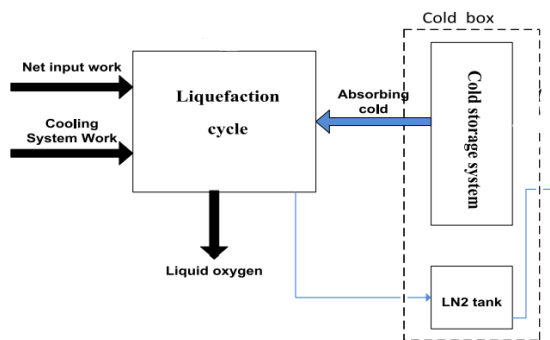 Cold box
Net input work
Liquefaction
cycle
Cooling
System Work
Absorbing
cold
Cold storage system
Liquid oxygen
LN2 tank